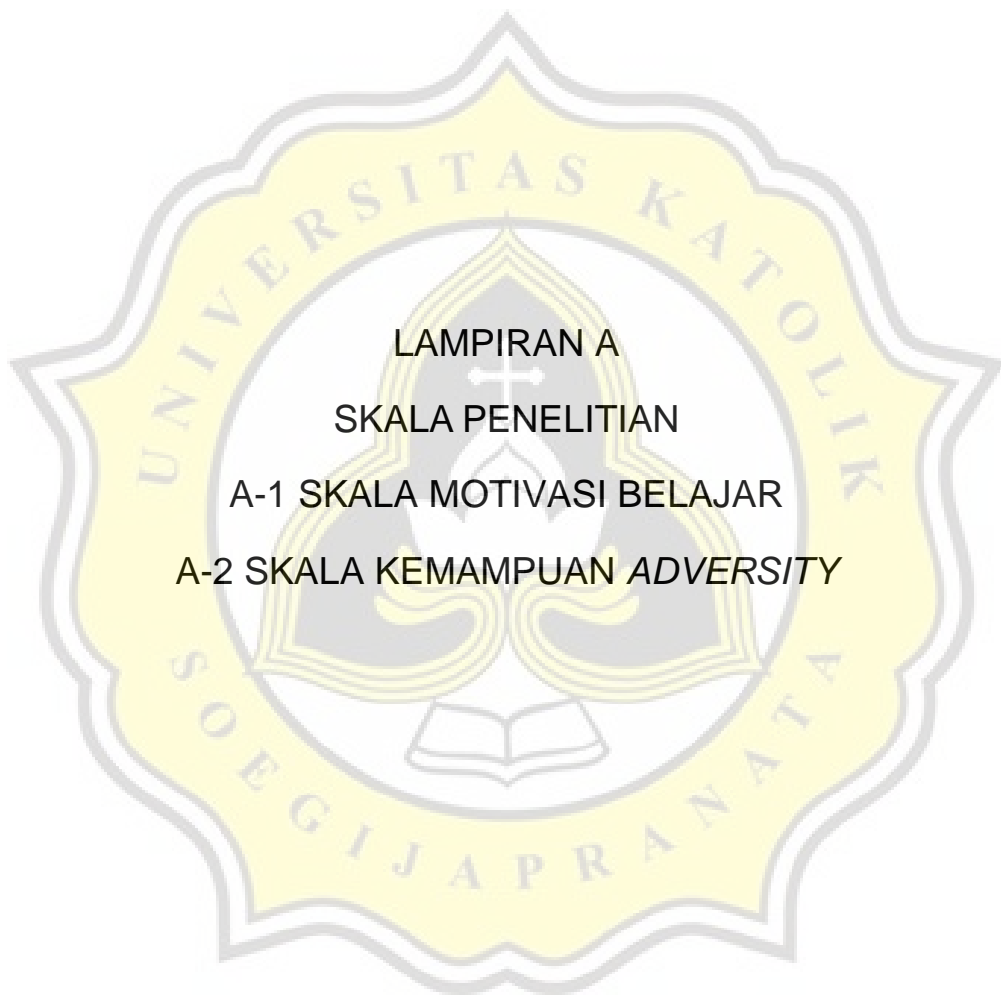 UNIVERSITAS KATOLIK
LAMPIRAN A
SKALA PENELITIAN
A-1 SKALA MOTIVASI BELAJAR
A-2 SKALA KEMAMPUAN ADVERSITY
SOEGIJAPRANATA